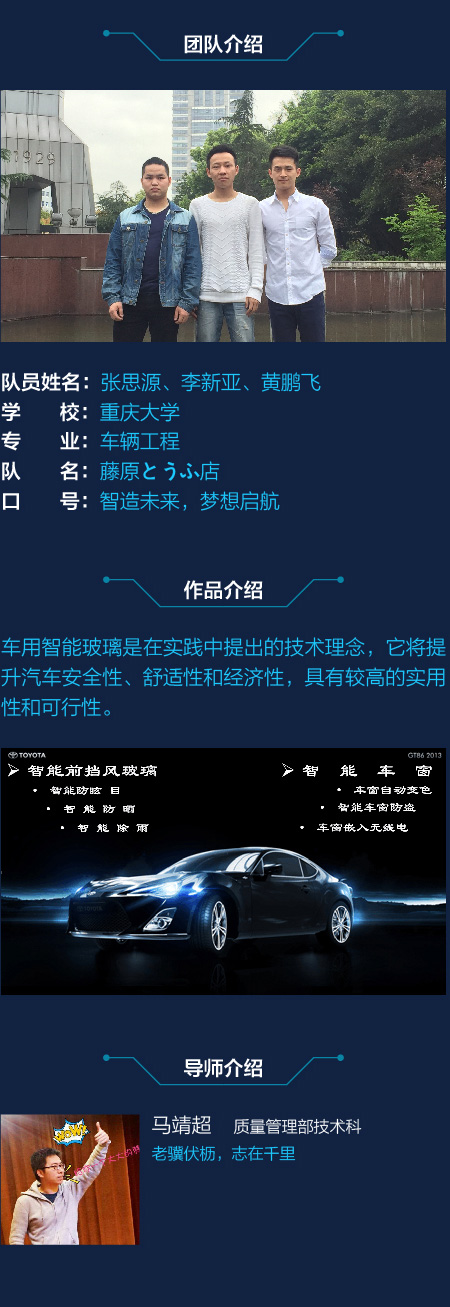 团队介绍
1929
队员姓名：张思源、李新亚、黄鹏飞
学 校：重庆大学
专 业：车辆工程
队 名：藤原とうふ店
口 号：智造未来，梦想启航
作品介绍
车用智能玻璃是在实践中提出的技术理念，它将提
升汽车安全性、舒适性和经济性，具有较高的实用
性和可行性。
TOYOTA
GT86 2013
➢ 智能前挡风玻璃
• 智能防眩目
• 智能防晒
• 智能除雨
➢ 智能车窗
• 车窗自动变色
• 智能车窗防盗
• 车窗嵌入无线电
导师介绍
马靖超 质量管理部技术科
老骥伏枥，志在千里